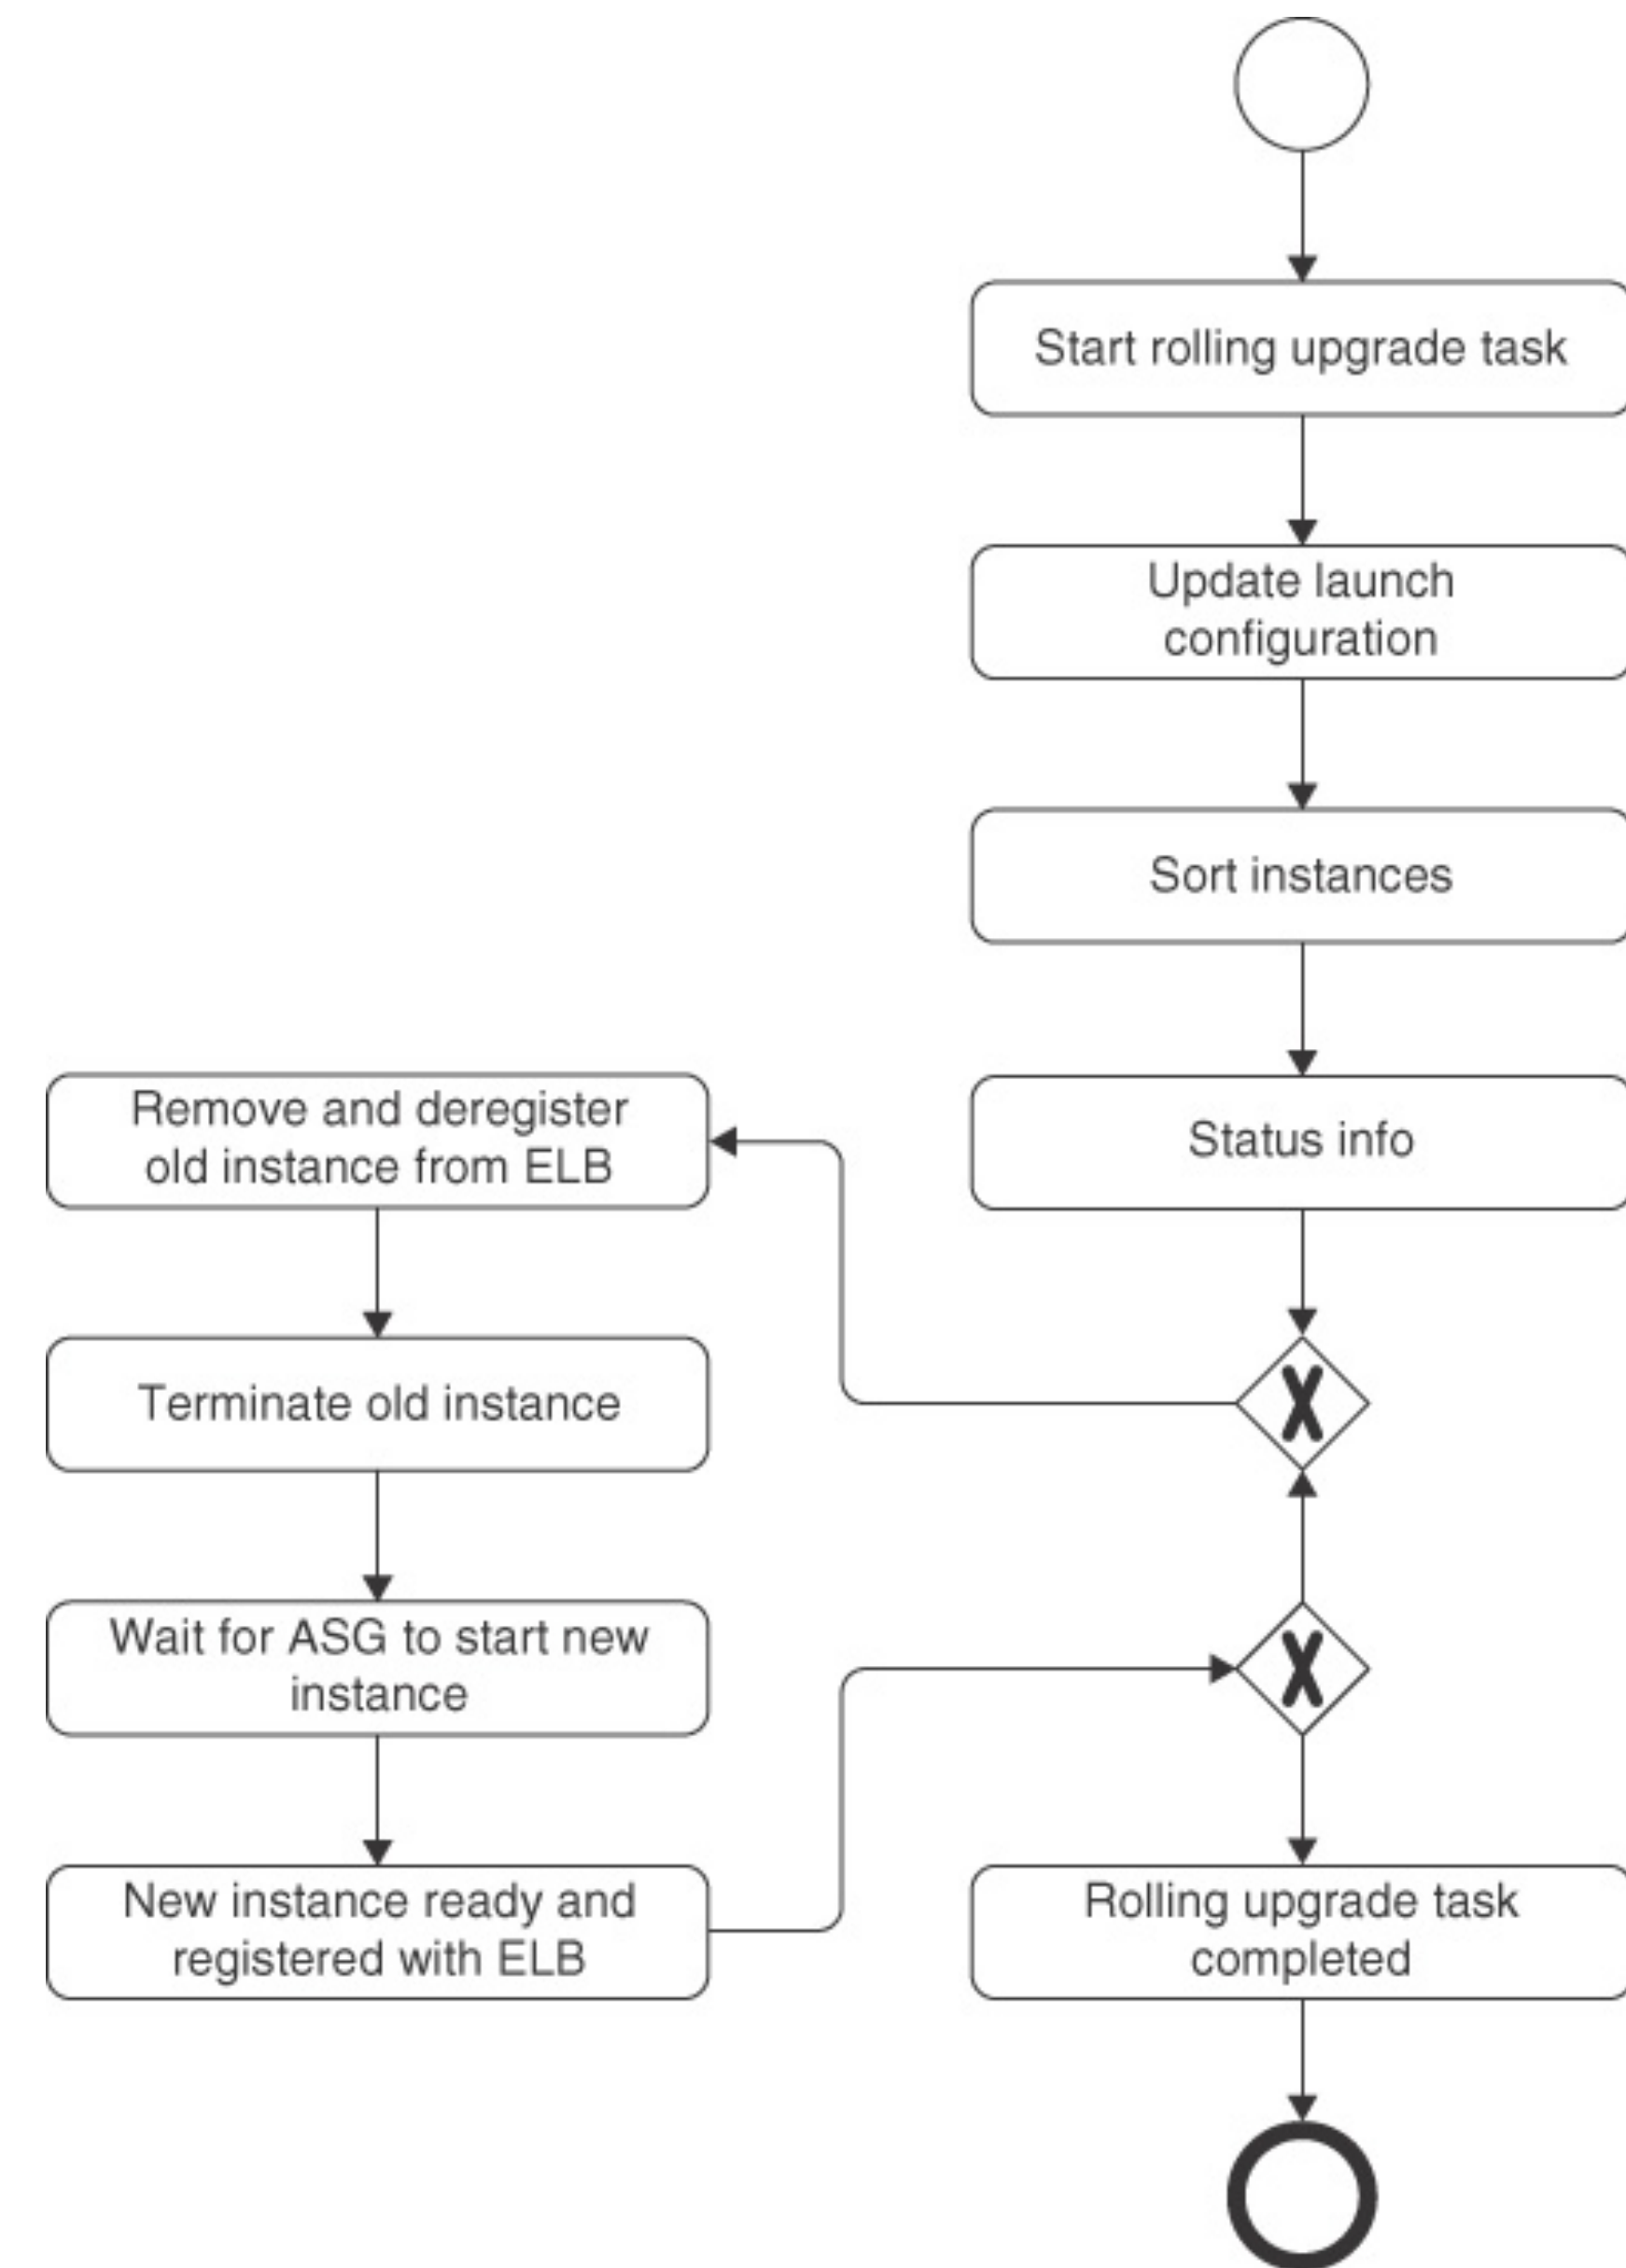 Start rolling upgrade task
Update launch
configuration
Sort instances
Status info
Remove and deregister
old instance from ELB
Terminate old instance
Wait for ASG to start new
instance
New instance ready and
registered with ELB
Rolling upgrade task
completed